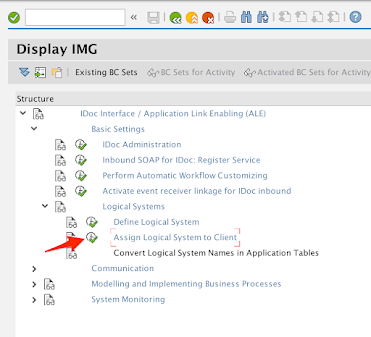 Display IMG
Existing BC Sets BC Sets for Activity Activated BC Sets for Activity
Structure
IDoc Interface / Application Link Enabling (ALE)
Basic Settings
IDoc Administration
Inbound SOAP for IDoc: Register Service
Perform Automatic Workflow Customizing
Activate event receiver linkage for IDoc inbound
Logical Systems
Define Logical System
Assign Logical System to Client
Convert Logical System Names in Application Tables
Communication
Modelling and Implementing Business Processes
System Monitoring